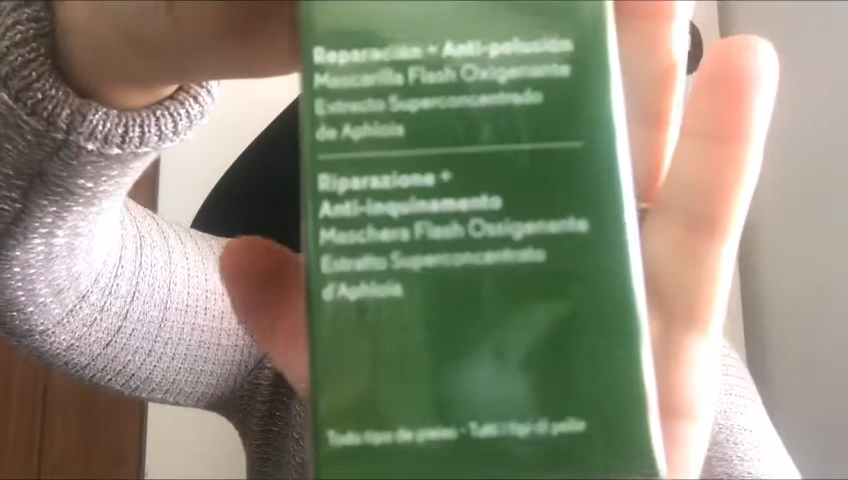 Reparación + Anti-polusión
Mascarilla Flash Oxigenante
Extracto Superconcentrado
de Aphloia
Riparazione +
Anti-inquinamento
Maschera Flash Ossigenante
Estratto Superconcentrato
d'Aphloia
Todo tipo de pieles - Tutti i tipi di pelle